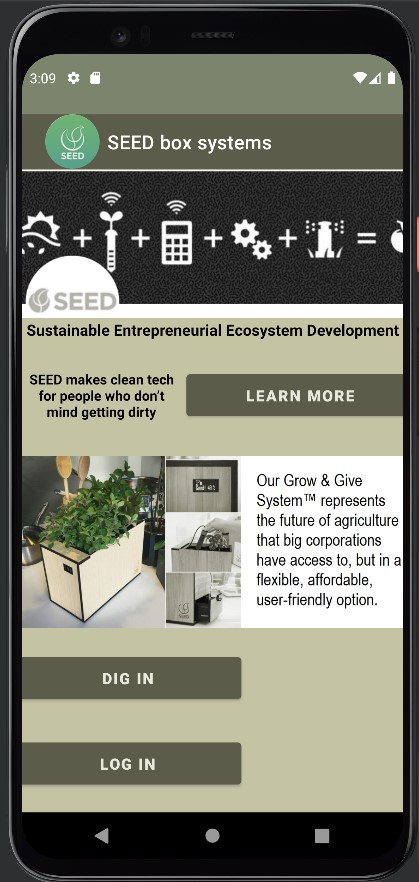 3:09
SEED box systems
SEED
SEED
Sustainable Entrepreneurial Ecosystem Development
SEED makes clean tech
for people who don't
mind getting dirty
LEARN MORE
Our Grow & Give
System™ represents
the future of agriculture
that big corporations
have access to, but in a
flexible, affordable,
user-friendly option.
DIG IN
LOG IN